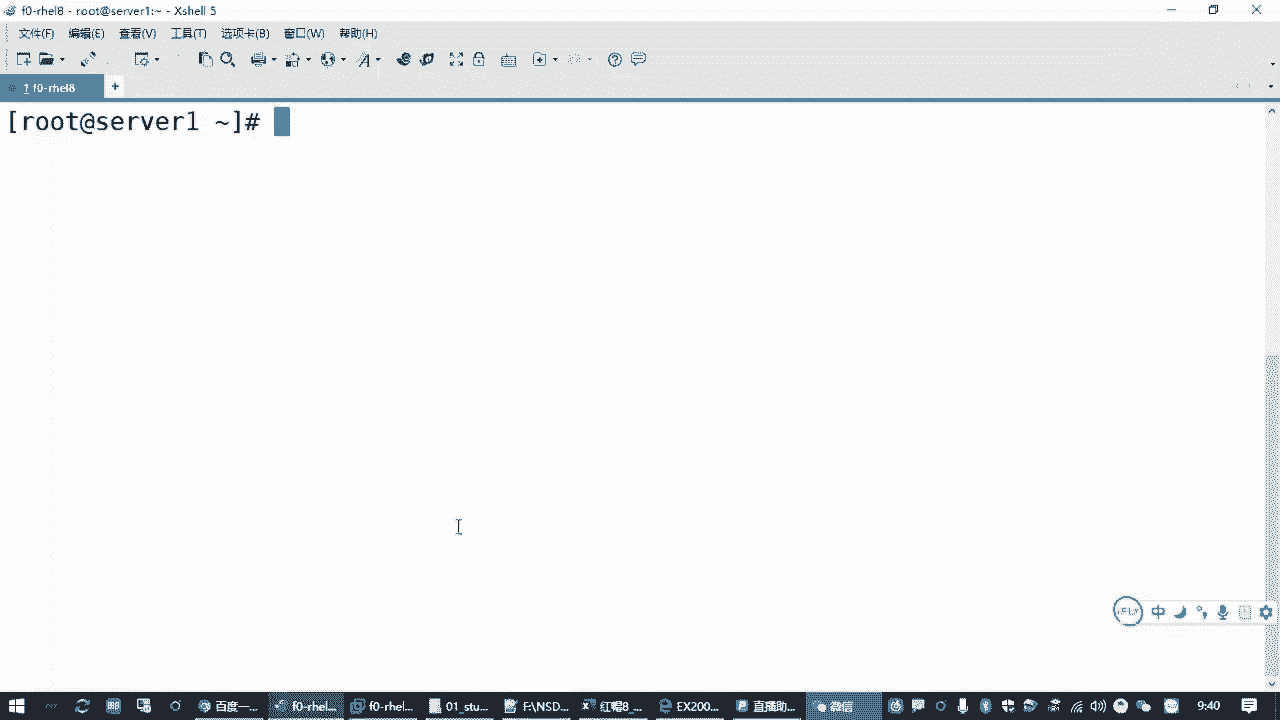 f0-rhel8 - root@server1:~ - Xshell 5
文件(F) 编辑(E) 查看(V) 工具(T) 选项卡(B) 窗口(W) 帮助(H)
1 f0-rhel8
[root@server1 ~]#
iFLY 中
百度一... f0-rhel... f0-rhel... 01_stu... F:\NSD... 红帽8_... EX200... 直播助... 微信 9:40